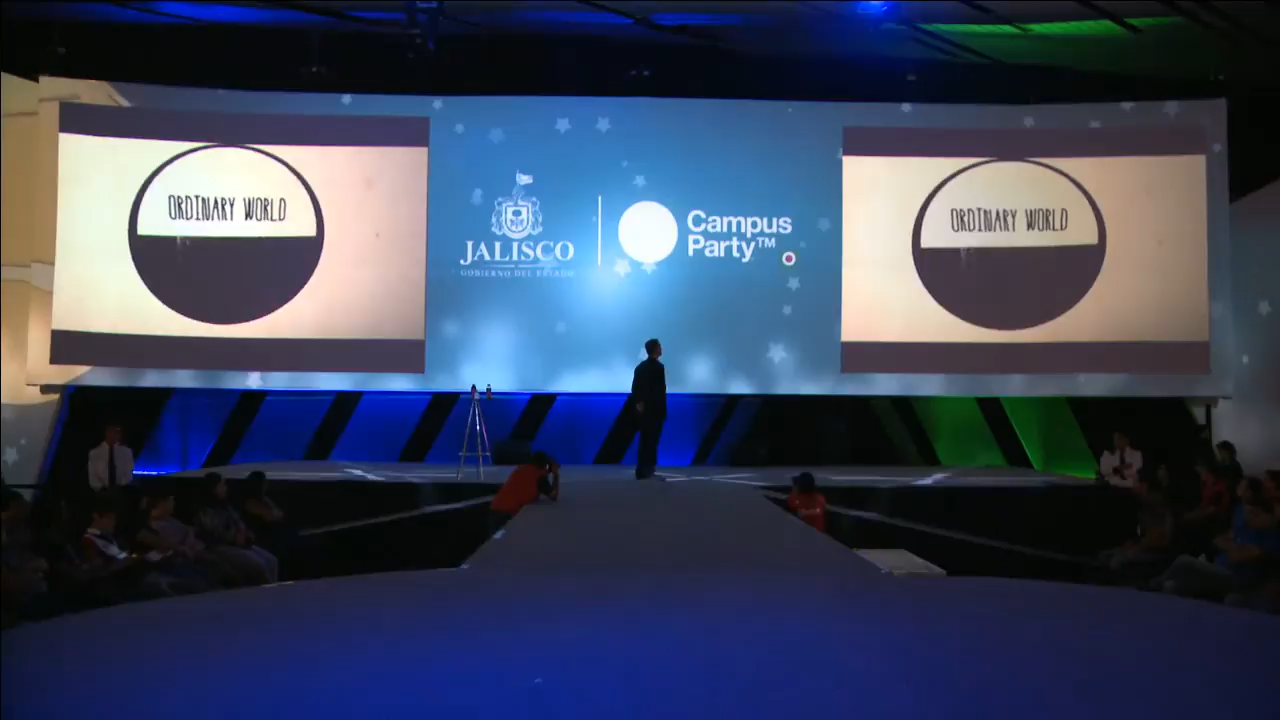 ORDINARY WORLD
JALISCO
GOBIERNO DEL ESTADO
Campus
Party™
ORDINARY WORLD